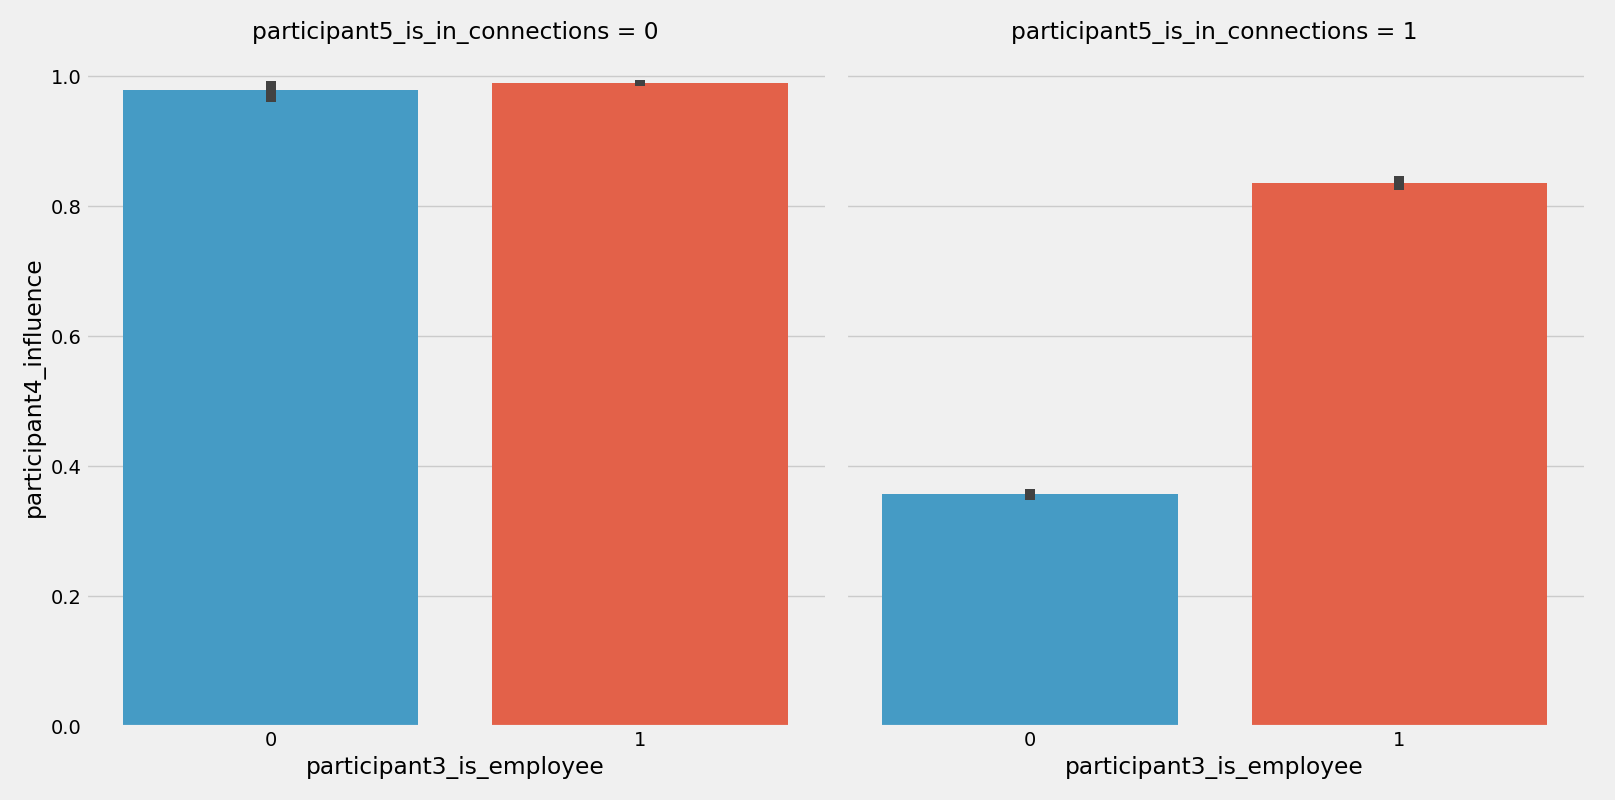 participant5_is_in_connections = 0
participant5_is_in_connections = 1
participant4_influence
1.0
0.8
0.6
0.4
0.2
0.0
0
1
0
1
participant3_is_employee
participant3_is_employee